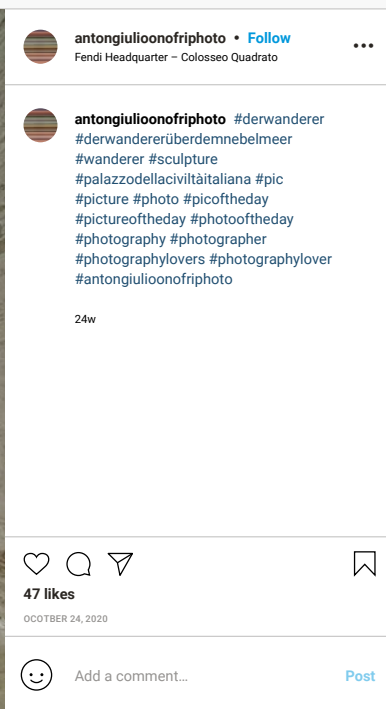 antongiulioonofriphoto • Follow
Fendi Headquarter – Colosseo Quadrato
antongiulioonofriphoto #derwanderer
#derwandererüberdemnebelmeer
#wanderer #sculpture
#palazzodellaciviltàitaliana #pic
#picture #photo #picoftheday
#pictureoftheday #photooftheday
#photography #photographer
#photographylovers #photographylover
#antongiulioonofriphoto
24w
47 likes
OCOTBER 24, 2020
Add a comment...
Post